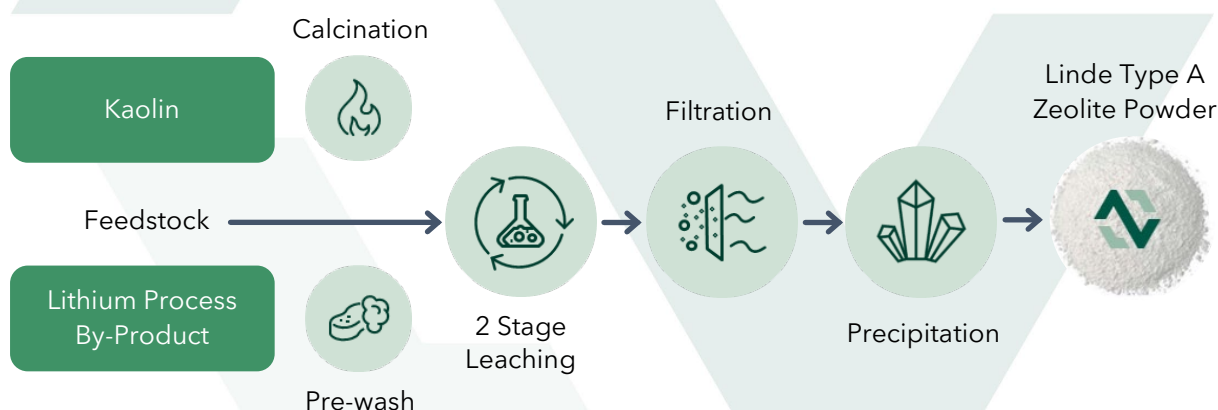 Calcination
Kaolin
Feedstock
Lithium Process
By-Product
Pre-wash
2 Stage
Leaching
Filtration
Precipitation
Linde Type A
Zeolite Powder